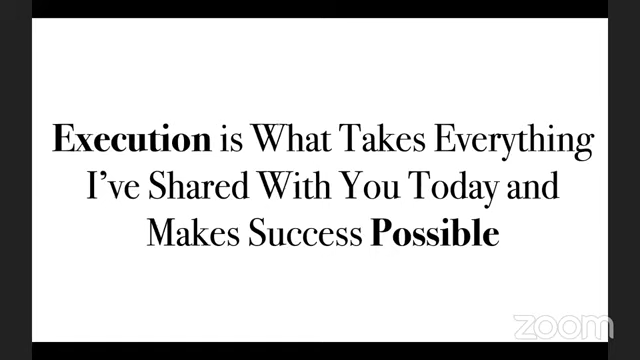 Execution is What Takes Everything
I've Shared With You Today and
Makes Success Possible
zoom